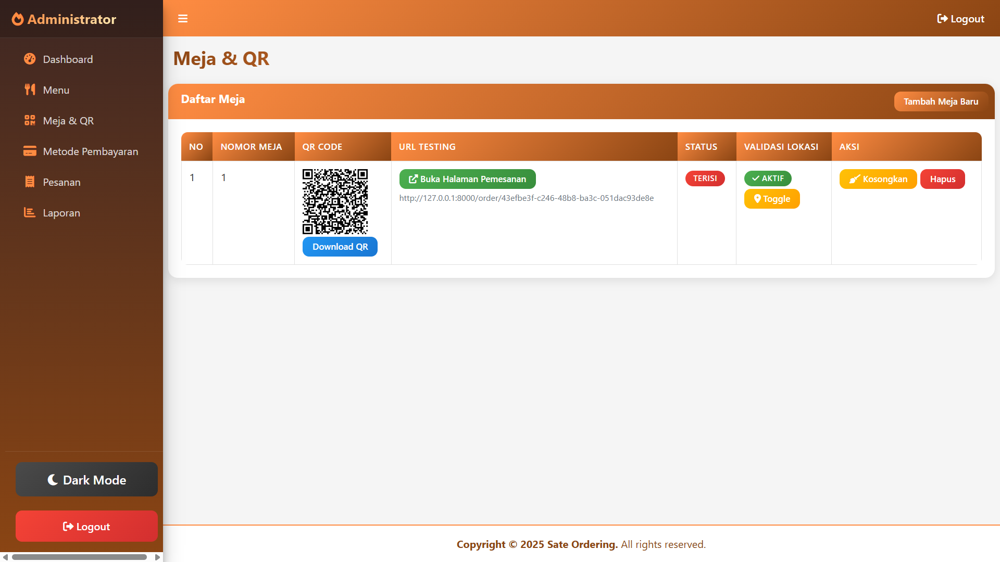 Administrator
Logout
Dashboard
Menu
Meja & QR
Metode Pembayaran
Pesanan
Laporan
Dark Mode
Logout
Meja & QR
Daftar Meja
Tambah Meja Baru
NO NOMOR MEJA QR CODE URL TESTING STATUS VALIDASI LOKASI AKSI
1 1 Buka Halaman Pemesanan TERISI AKTIF Kosongkan Hapus
http://127.0.0.1:8000/order/43efbe3f-c246-48b8-ba3c-051dac93de8e Toggle
Download QR
Copyright © 2025 Sate Ordering. All rights reserved.